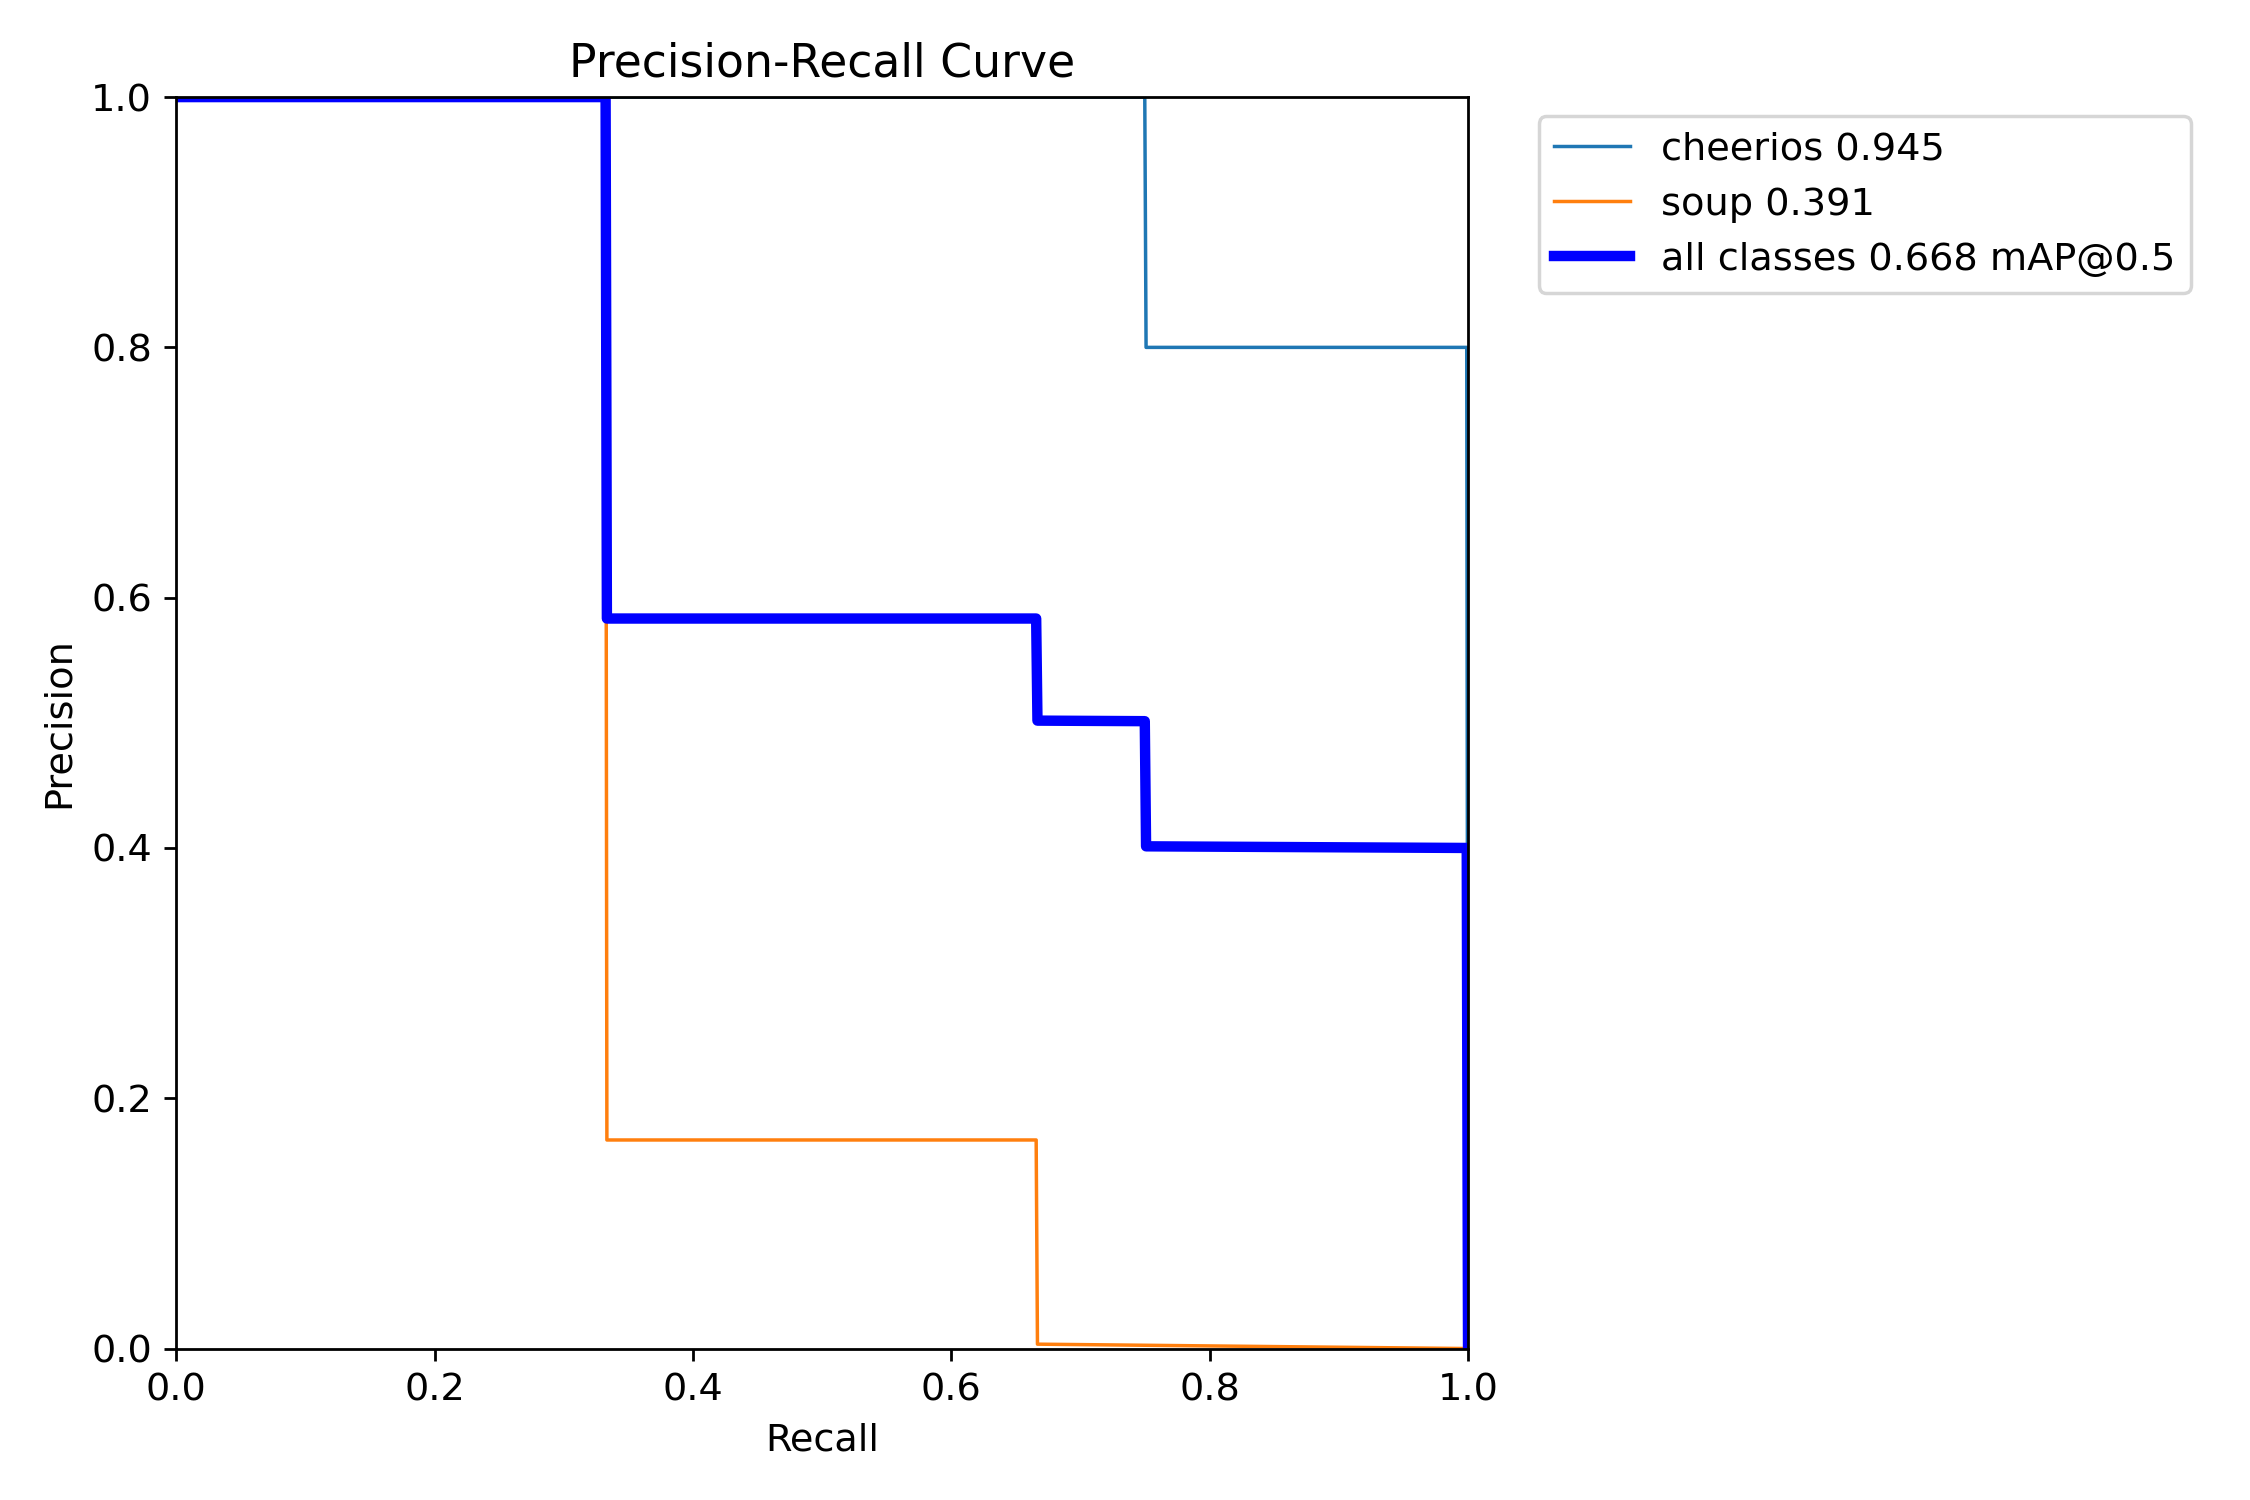 Precision-Recall Curve
1.0
0.8
0.6
0.4
0.2
0.0
Precision
0.0 0.2 0.4 0.6 0.8 1.0
Recall
cheerios 0.945
soup 0.391
all classes 0.668 mAP@0.5